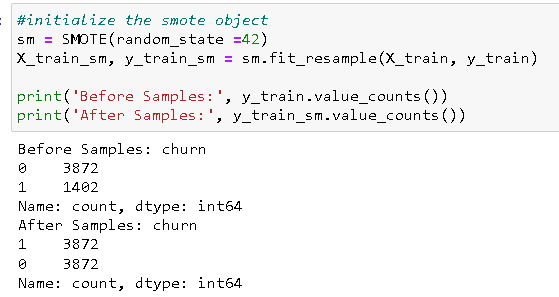 #initialize the smote object
sm = SMOTE(random_state =42)
X_train_sm, y_train_sm = sm.fit_resample(X_train, y_train)
print('Before Samples:', y_train.value_counts())
print('After Samples:', y_train_sm.value_counts())
Before Samples: churn
0    3872
1    1402
Name: count, dtype: int64
After Samples: churn
1    3872
0    3872
Name: count, dtype: int64